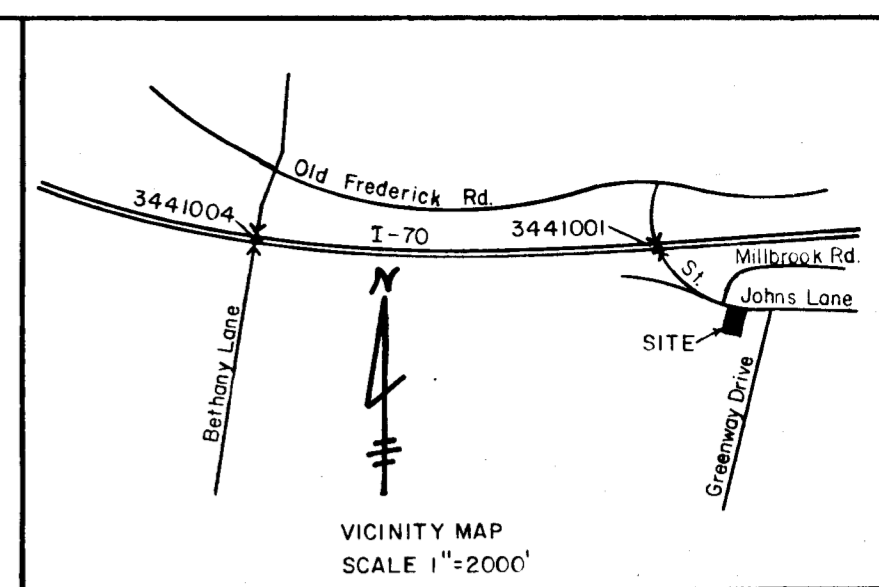 Old Frederick Rd.
3441004
I-70
3441001
St.
Johns Lane
Millbrook Rd.
N
SITE
Bethany Lane
Greenway Drive
VICINITY MAP
SCALE 1"=2000'